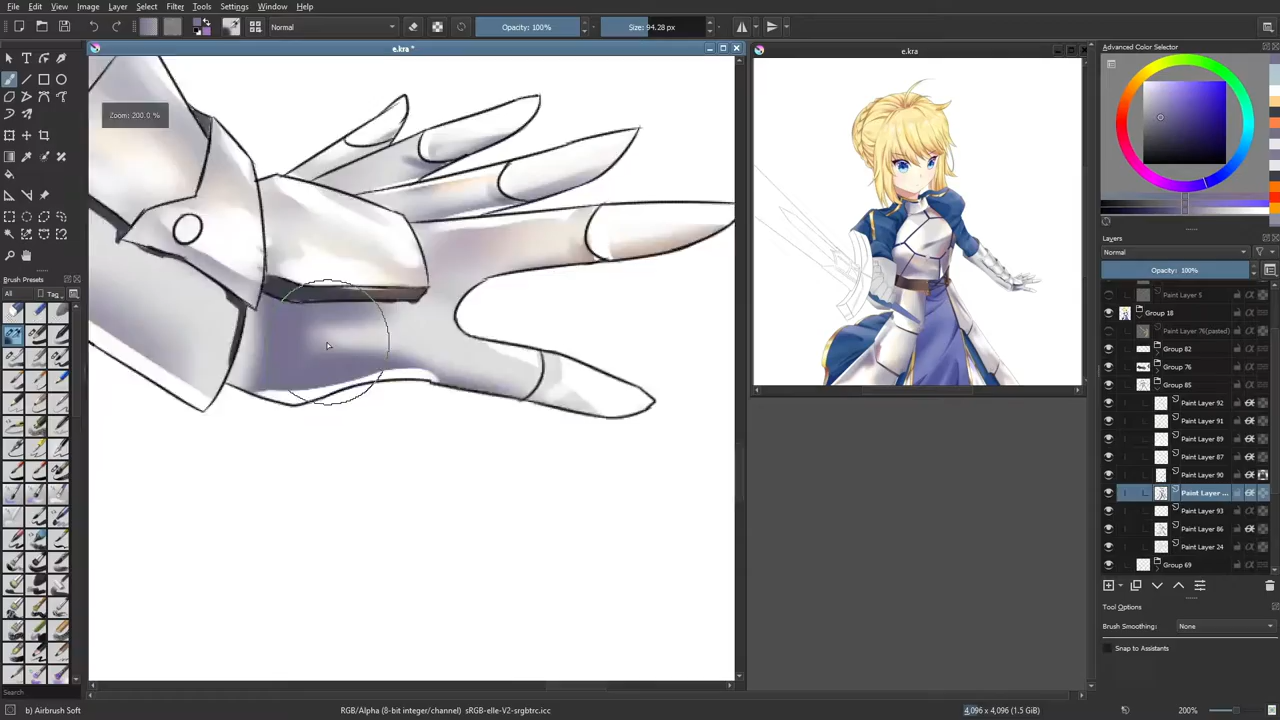 File Edit View Image Layer Select Filter Tools Settings Window Help
Normal Opacity: 100% Size: 94.28 px
e.kra *
e.kra
Zoom: 200.0 %
Brush Presets
All Tag
Search
Advanced Color Selector
Layers
Normal
Opacity: 100%
Paint Layer 5
Group 18
Paint Layer 76(pasted)
Group 82
Group 76
Group 85
Paint Layer 92
Paint Layer 91
Paint Layer 89
Paint Layer 87
Paint Layer 90
Paint Layer ...
Paint Layer 93
Paint Layer 86
Paint Layer 24
Group 69
Tool Options
Brush Smoothing: None
Snap to Assistants
b) Airbrush Soft RGB/Alpha (8-bit integer/channel) sRGB-elle-V2-srgbtrc.icc 4,096 x 4,096 (1.5 GiB) 200%